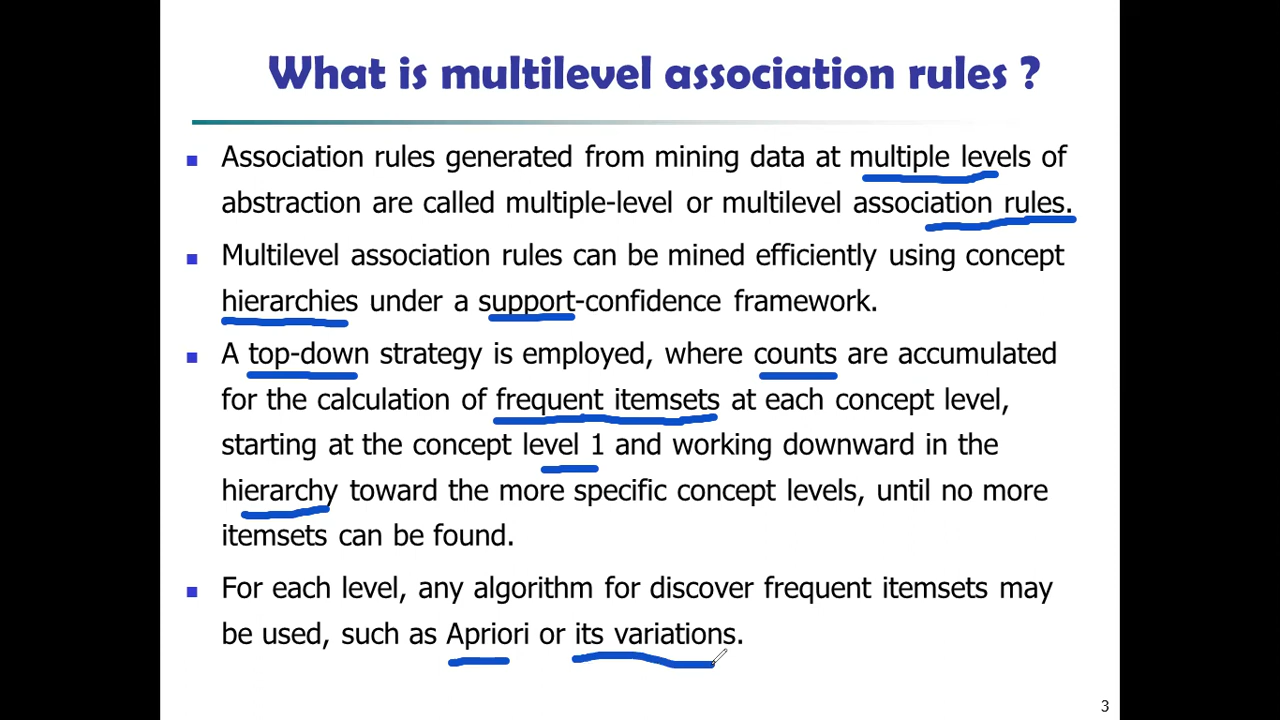 What is multilevel association rules ?
Association rules generated from mining data at multiple levels of
abstraction are called multiple-level or multilevel association rules.
Multilevel association rules can be mined efficiently using concept
hierarchies under a support-confidence framework.
A top-down strategy is employed, where counts are accumulated
for the calculation of frequent itemsets at each concept level,
starting at the concept level 1 and working downward in the
hierarchy toward the more specific concept levels, until no more
itemsets can be found.
For each level, any algorithm for discover frequent itemsets may
be used, such as Apriori or its variations.
3